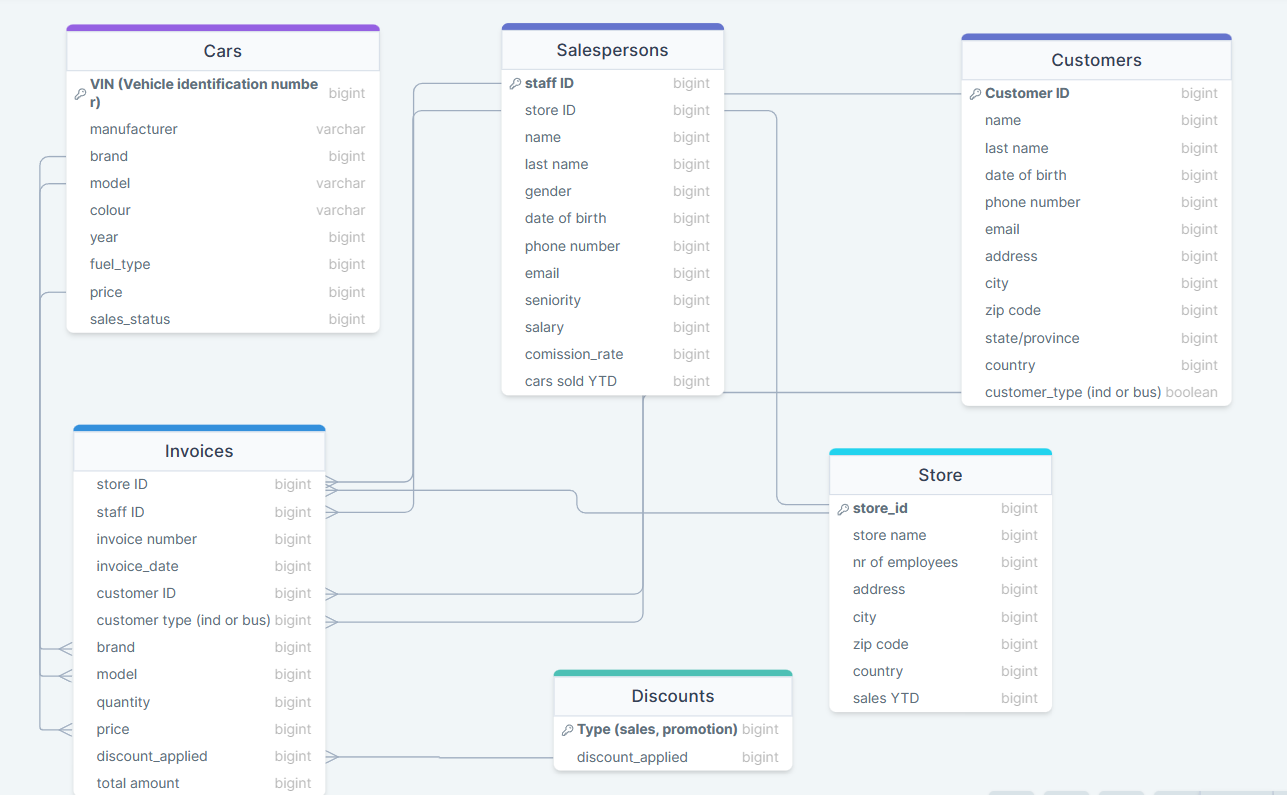 Cars
VIN (Vehicle identification numbe
r) bigint
manufacturer varchar
brand bigint
model varchar
colour varchar
year bigint
fuel_type bigint
price bigint
sales_status bigint
Salespersons
staff ID bigint
store ID bigint
name bigint
last name bigint
gender bigint
date of birth bigint
phone number bigint
email bigint
seniority bigint
salary bigint
comission_rate bigint
cars sold YTD bigint
Customers
Customer ID bigint
name bigint
last name bigint
date of birth bigint
phone number bigint
email bigint
address bigint
city bigint
zip code bigint
state/province bigint
country bigint
customer_type (ind or bus) boolean
Invoices
store ID bigint
staff ID bigint
invoice number bigint
invoice_date bigint
customer ID bigint
customer type (ind or bus) bigint
brand bigint
model bigint
quantity bigint
price bigint
discount_applied bigint
total amount bigint
Store
store_id bigint
store name bigint
nr of employees bigint
address bigint
city bigint
zip code bigint
country bigint
sales YTD bigint
Discounts
Type (sales, promotion) bigint
discount_applied bigint